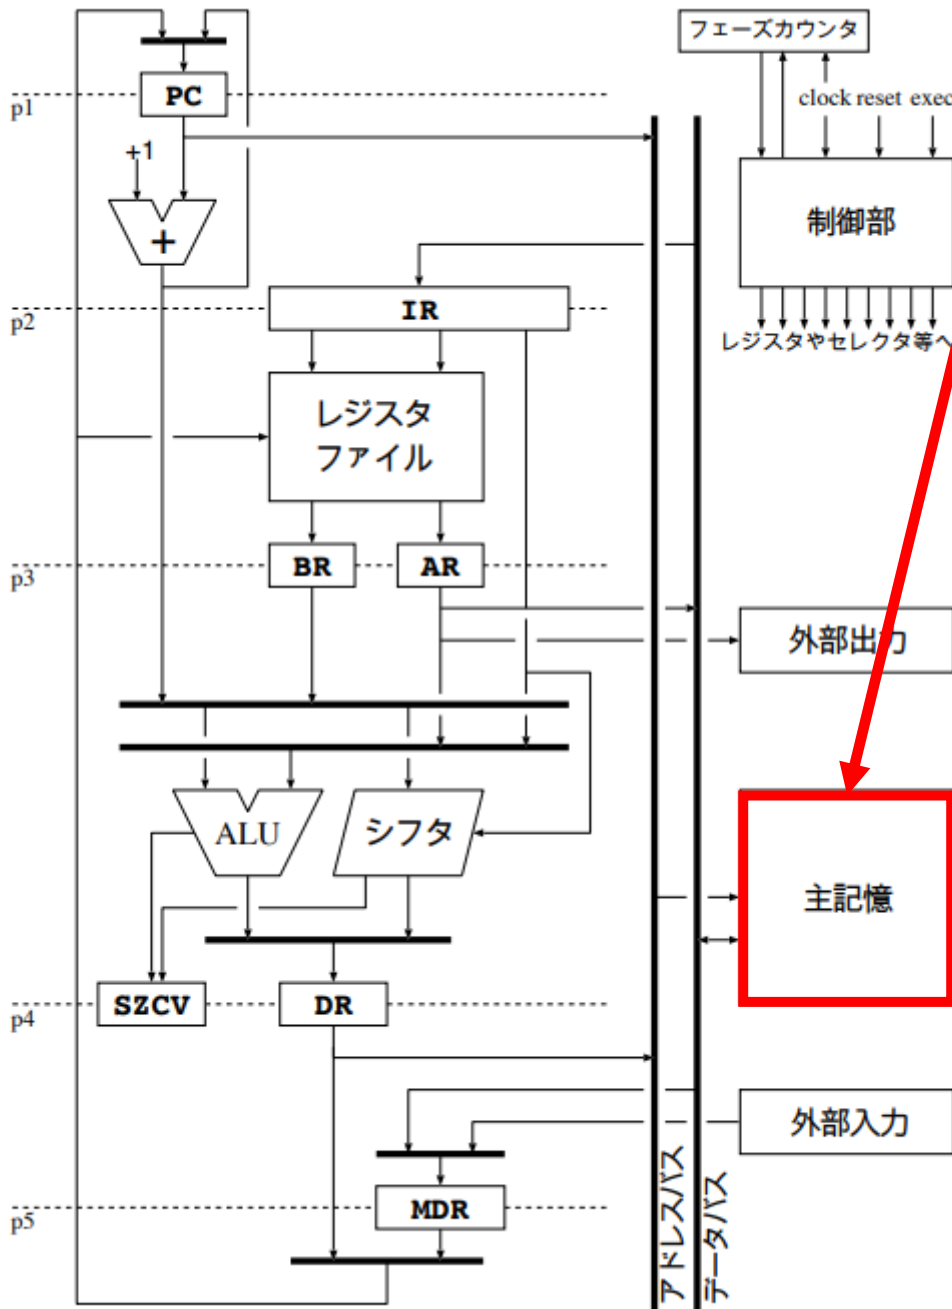 フェーズカウンタ
p1
PC
clock reset exec
+1
制御部
+
p2
IR
レジスタやセレクタ等へ
レジスタ
ファイル
p3
BR
AR
外部出力
ALU
シフタ
主記憶
p4
SZCV
DR
外部入力
p5
MDR
アドレスバス
データバス